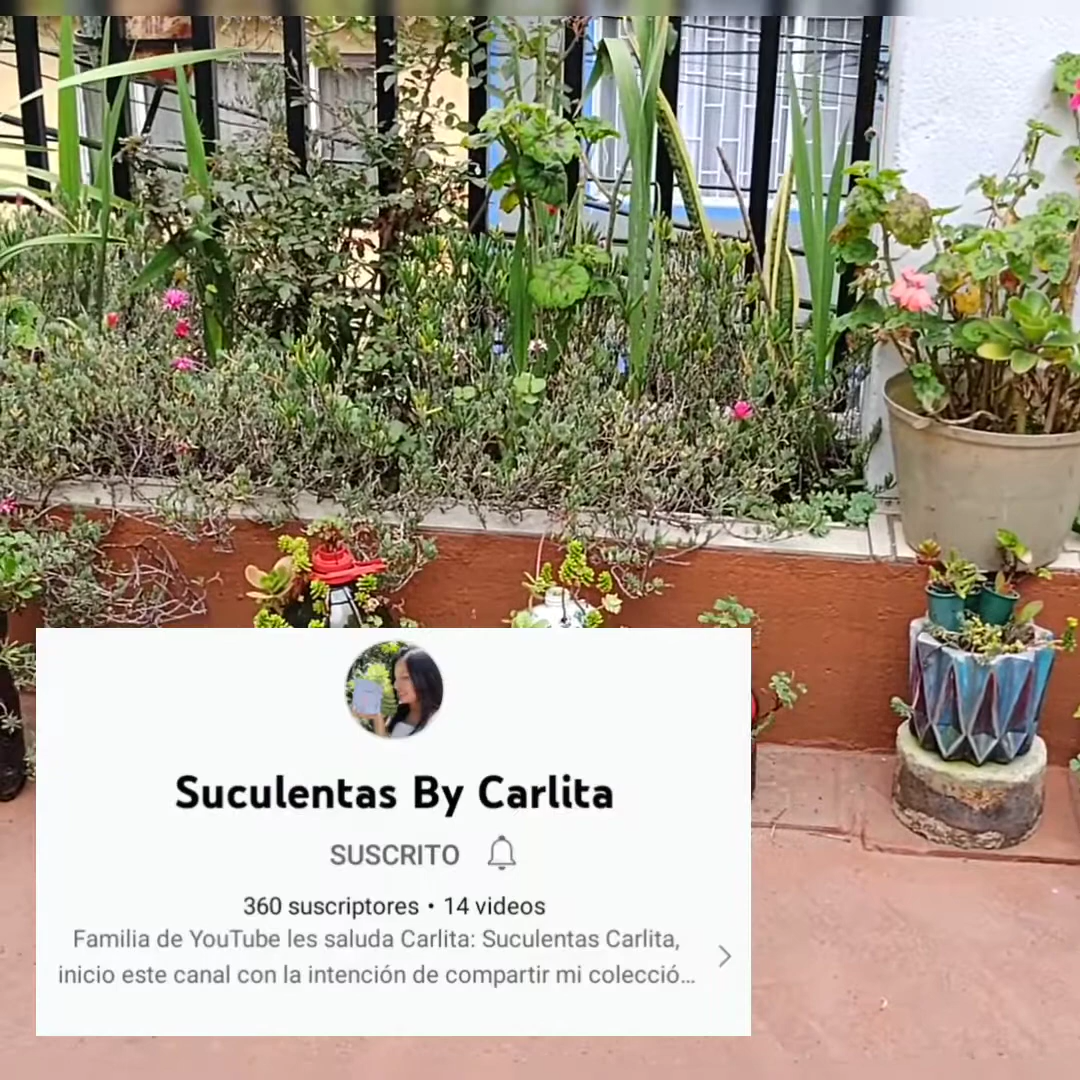 Suculentas By Carlita
SUSCRITO
360 suscriptores • 14 videos
Familia de YouTube les saluda Carlita: Suculentas Carlita,
inicio este canal con la intención de compartir mi colecció...